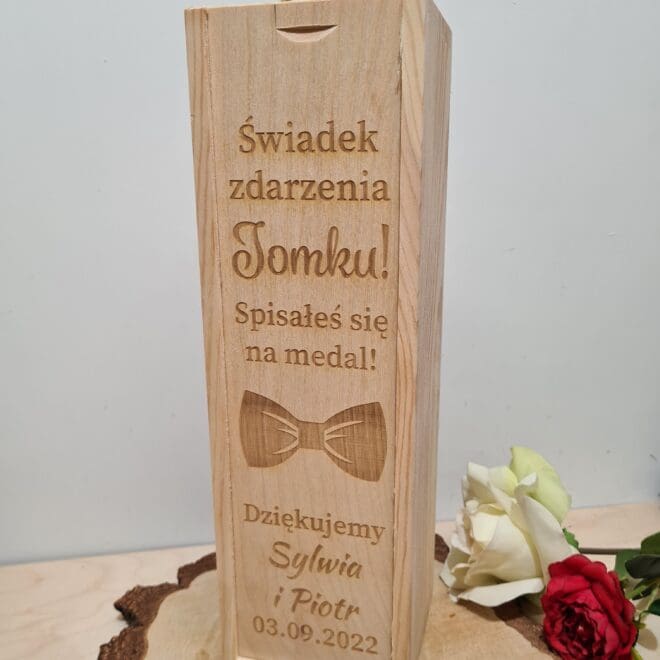 Świadek
zdarzenia
Tomku!
Spisałeś się
na medal!
Dziękujemy
Sylwia
i Piotr
03.09.2022